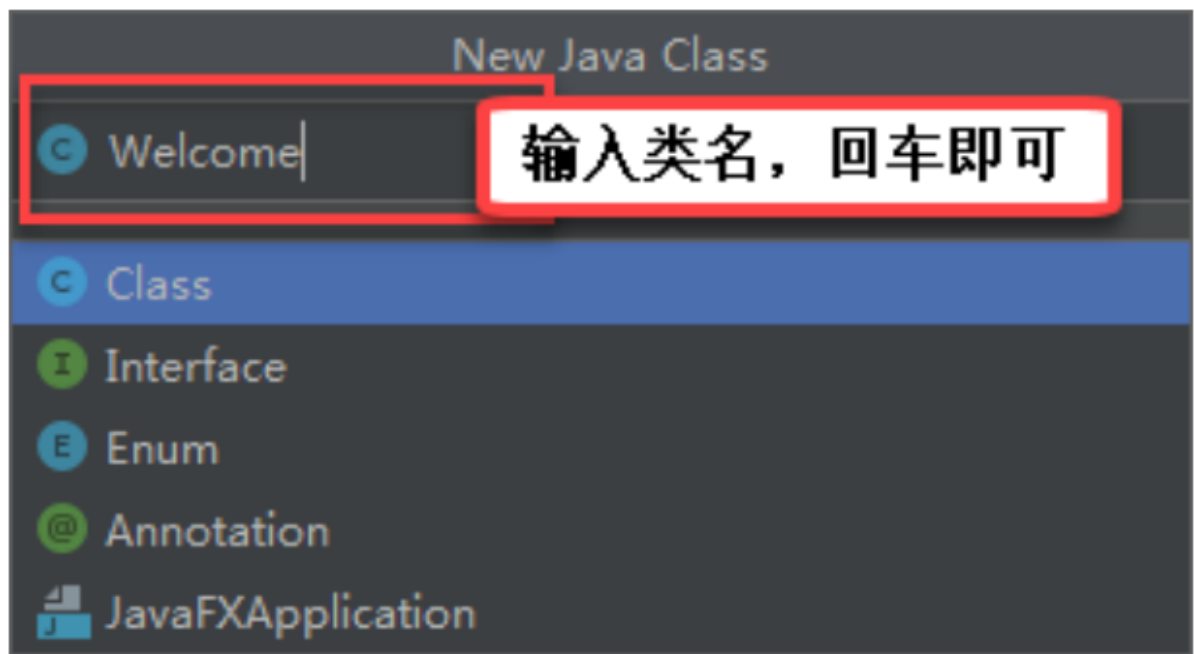 New Java Class
C Welcome 输入类名，回车即可
C Class
I Interface
E Enum
@ Annotation
J JavaFXApplication